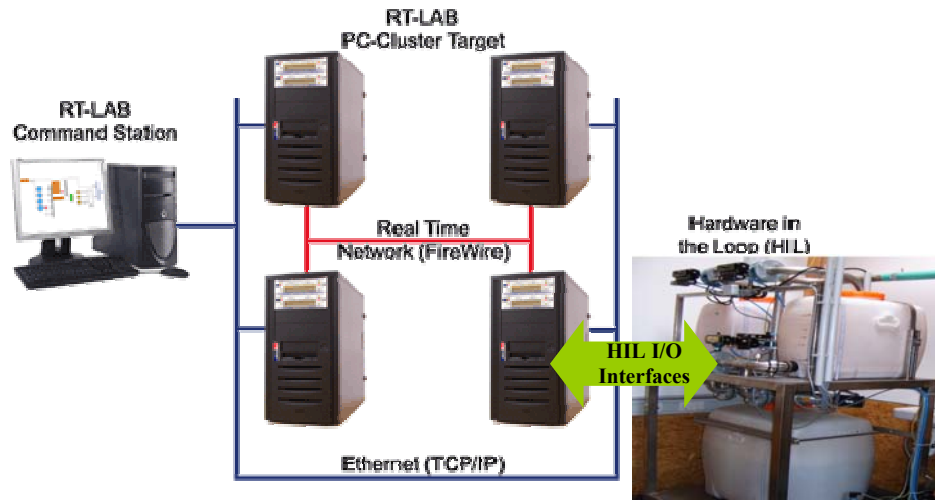 RT-LAB
PC-Cluster Target
RT-LAB
Command Station
Real Time
Network (FireWire)
Hardware in
the Loop (HIL)
HIL I/O
Interfaces
Ethernet (TCP/IP)